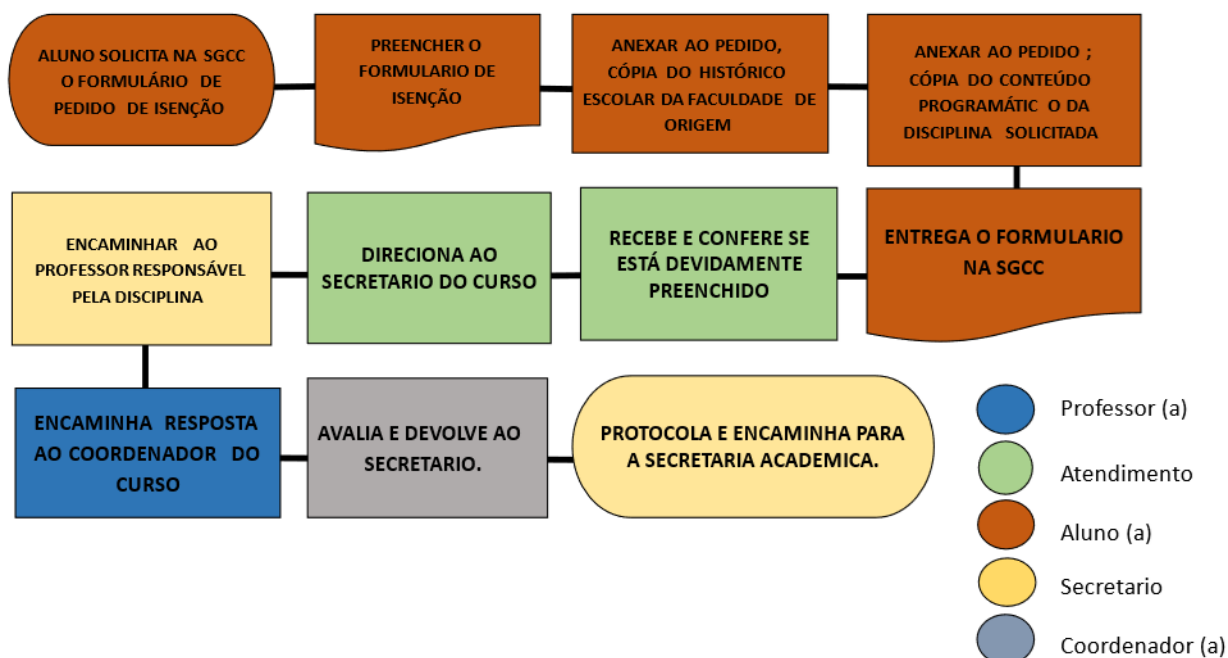 ALUNO SOLICITA NA SGCC
O FORMULÁRIO DE
PEDIDO DE ISENÇÃO
PREENCHER O
FORMULARIO DE
ISENÇÃO
ANEXAR AO PEDIDO,
CÓPIA DO HISTÓRICO
ESCOLAR DA FACULDADE DE
ORIGEM
ANEXAR AO PEDIDO ;
CÓPIA DO CONTEÚDO
PROGRAMÁTIC O DA
DISCIPLINA SOLICITADA
ENTREGA O FORMULARIO
NA SGCC
RECEBE E CONFERE SE
ESTÁ DEVIDAMENTE
PREENCHIDO
DIRECIONA AO
SECRETARIO DO CURSO
ENCAMINHAR AO
PROFESSOR RESPONSÁVEL
PELA DISCIPLINA
ENCAMINHA RESPOSTA
AO COORDENADOR DO
CURSO
AVALIA E DEVOLVE AO
SECRETARIO.
PROTOCOLA E ENCAMINHA PARA
A SECRETARIA ACADEMICA.
Professor (a)
Atendimento
Aluno (a)
Secretario
Coordenador (a)